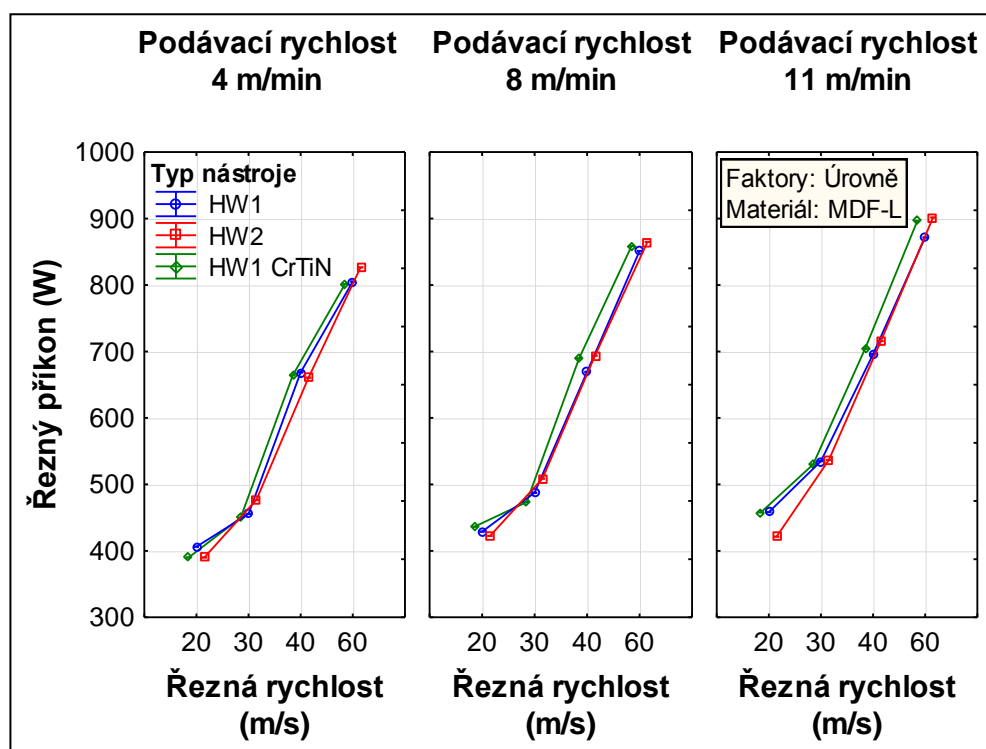 Podávací rychlost
4 m/min
Podávací rychlost
8 m/min
Podávací rychlost
11 m/min
Řezný příkon (W)
1000
900
800
700
600
500
400
300
Typ nástroje
HW1
HW2
HW1 CrTiN
Faktory: Úrovně
Materiál: MDF-L
20 30 40 60
20 30 40 60
20 30 40 60
Řezná rychlost
(m/s)
Řezná rychlost
(m/s)
Řezná rychlost
(m/s)